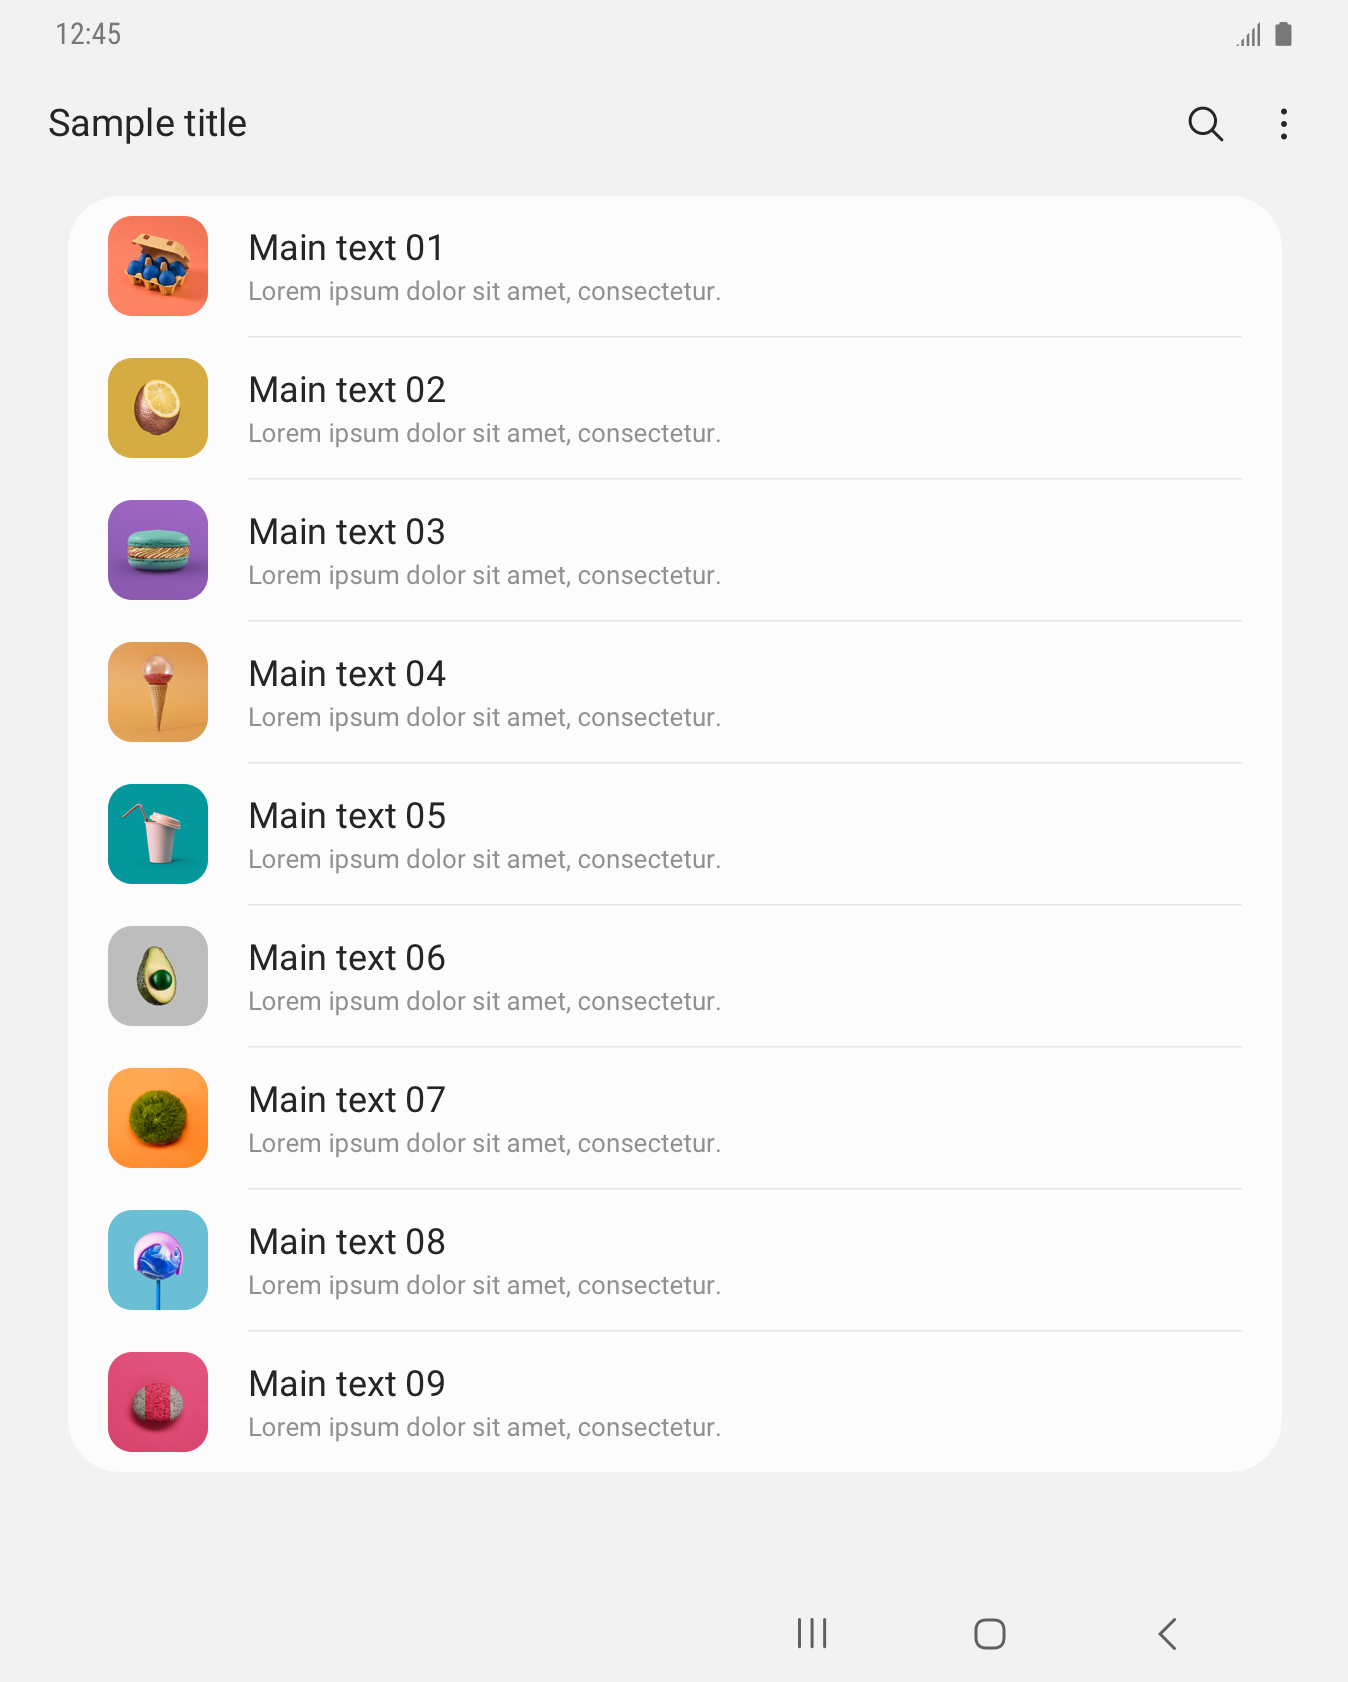 12:45
Sample title
Main text 01
Lorem ipsum dolor sit amet, consectetur.
Main text 02
Lorem ipsum dolor sit amet, consectetur.
Main text 03
Lorem ipsum dolor sit amet, consectetur.
Main text 04
Lorem ipsum dolor sit amet, consectetur.
Main text 05
Lorem ipsum dolor sit amet, consectetur.
Main text 06
Lorem ipsum dolor sit amet, consectetur.
Main text 07
Lorem ipsum dolor sit amet, consectetur.
Main text 08
Lorem ipsum dolor sit amet, consectetur.
Main text 09
Lorem ipsum dolor sit amet, consectetur.